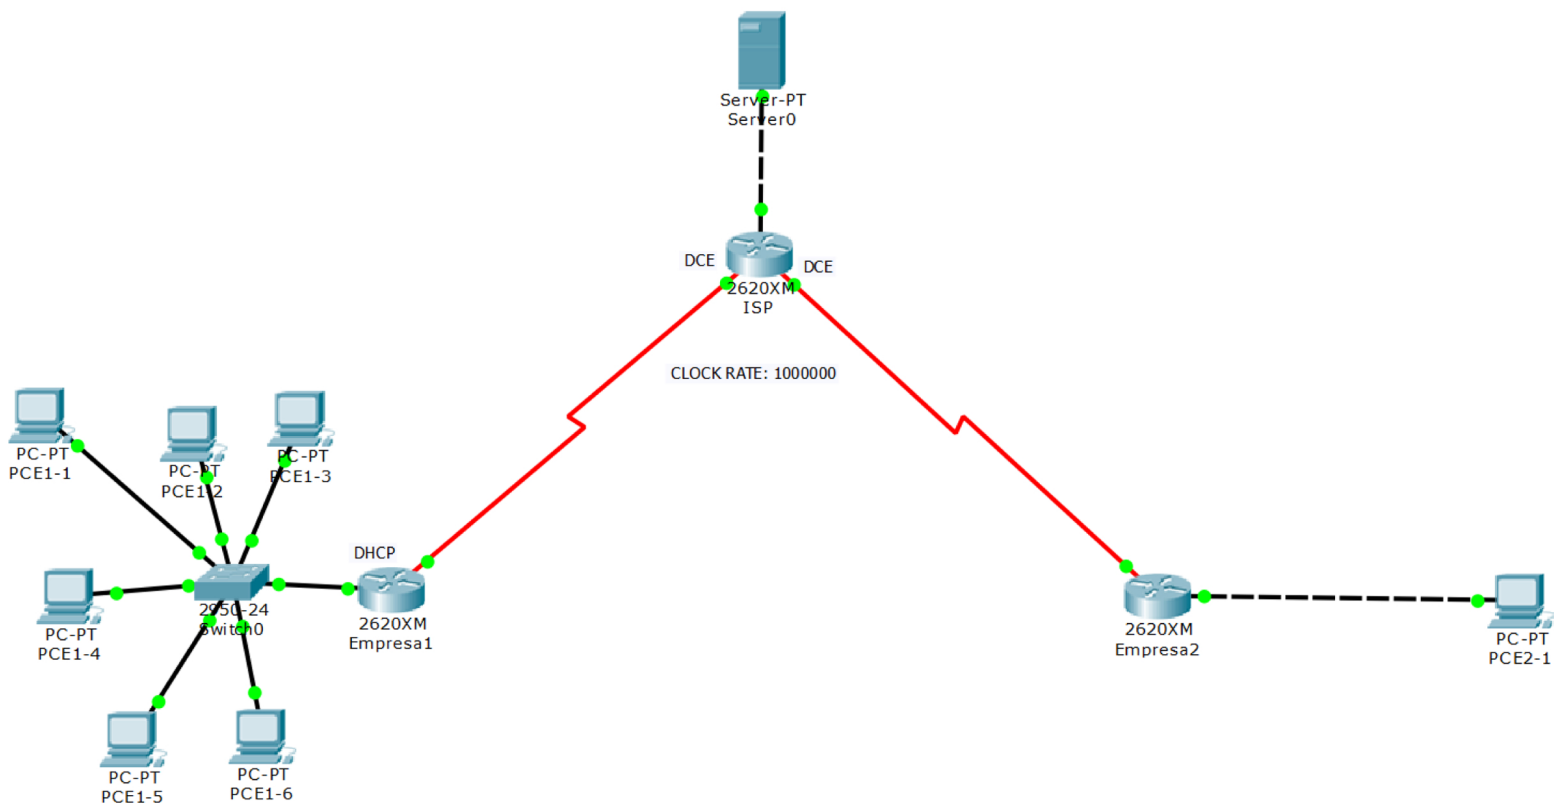 Server-PT
Server0
DCE
DCE
2620XM
ISP
CLOCK RATE: 1000000
PC-PT
PCE1-1
PC-PT
PCE1-2
PC-PT
PCE1-3
DHCP
2950-24
Switch0
2620XM
Empresa1
2620XM
Empresa2
PC-PT
PCE2-1
PC-PT
PCE1-4
PC-PT
PCE1-5
PC-PT
PCE1-6